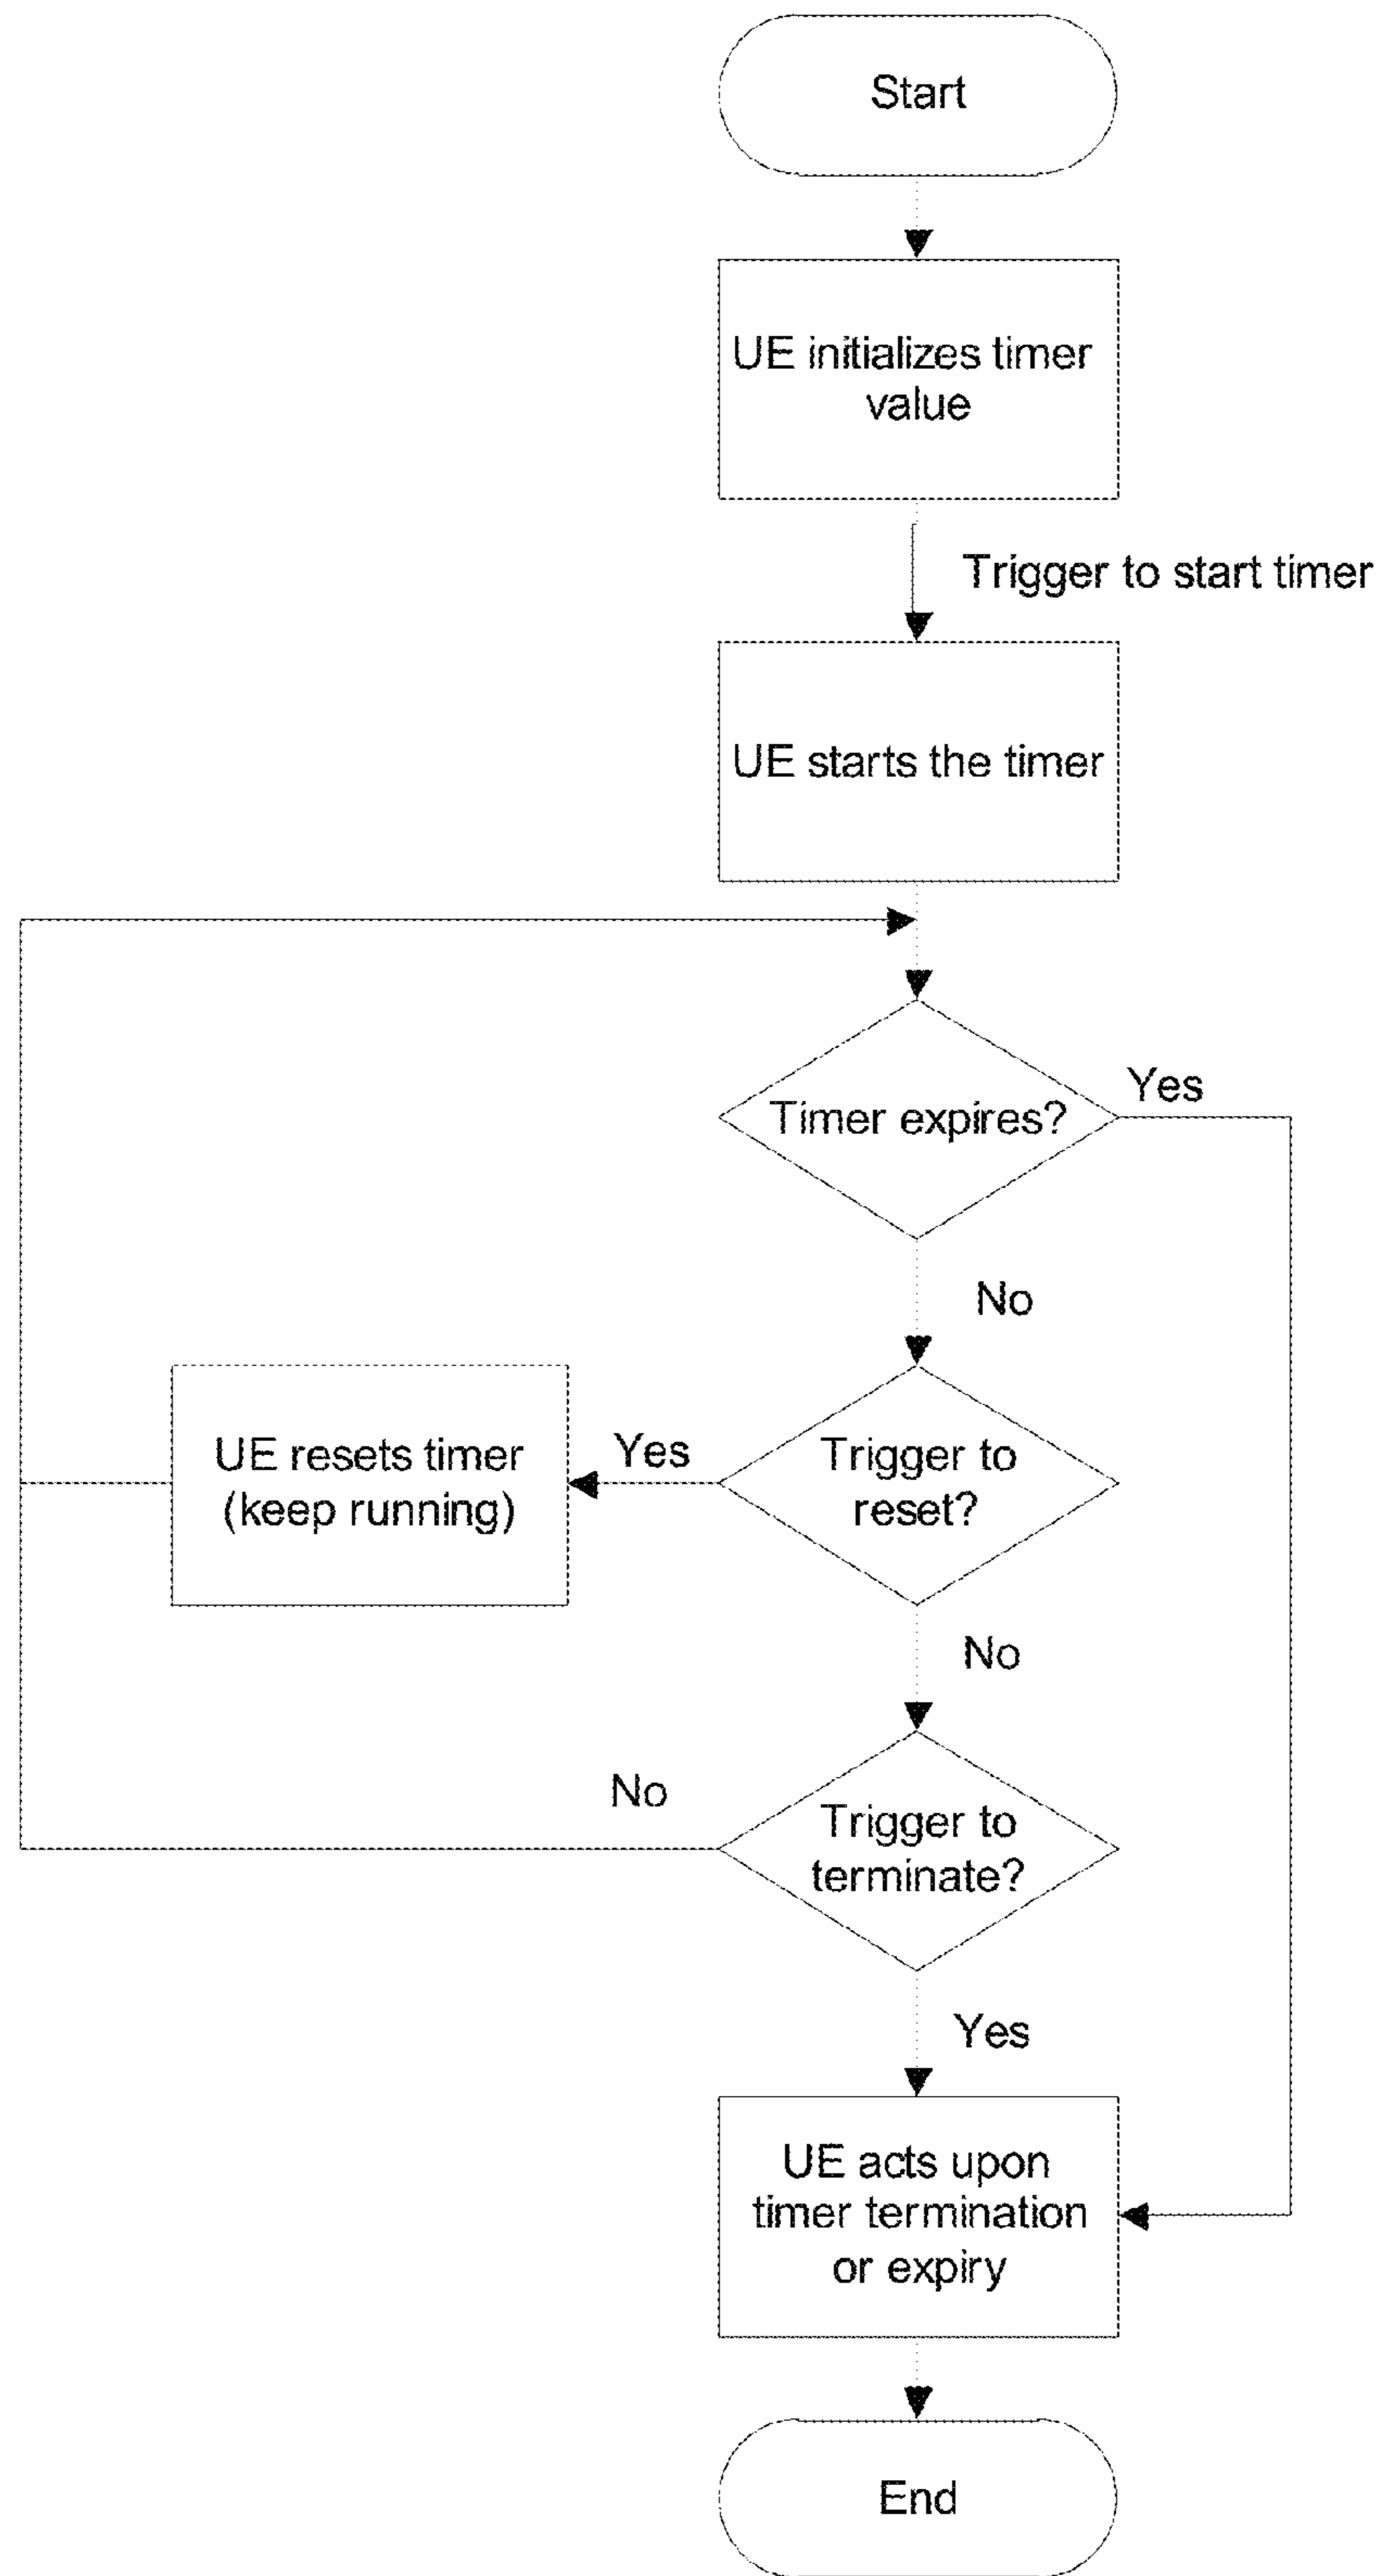 Start
UE initializes timer
value
Trigger to start timer
UE starts the timer
Timer expires?
Yes
No
UE resets timer
(keep running)
Yes
Trigger to
reset?
No
No
Trigger to
terminate?
Yes
UE acts upon
timer termination
or expiry
End